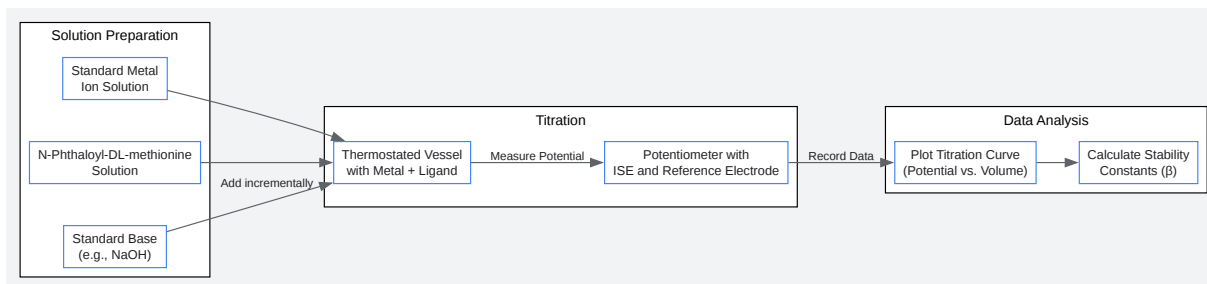 Solution Preparation
Standard Metal
Ion Solution
N-Phthaloyl-DL-methionine
Solution
Add incrementally
Standard Base
(e.g., NaOH)
Titration
Thermostated Vessel
with Metal + Ligand
Measure Potential
Potentiometer with
ISE and Reference Electrode
Record Data
Data Analysis
Plot Titration Curve
(Potential vs. Volume)
Calculate Stability
Constants (β)